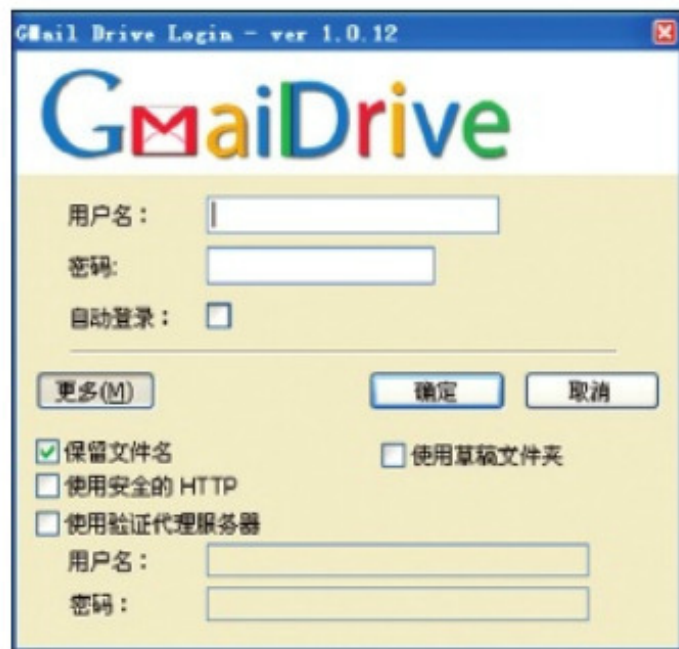 GMail Drive Login - ver 1.0.12
GMaiDrive
用户名：
密码:
自动登录：
更多(M) 确定 取消
保留文件名 使用草稿文件夹
使用安全的 HTTP
使用验证代理服务器
用户名：
密码：